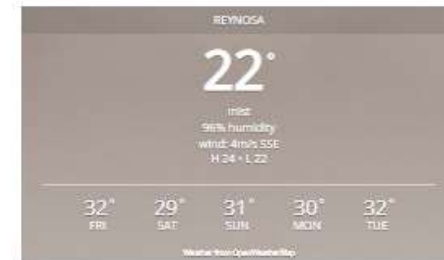 REYNOSA
22°
mist
96% humidity
wind: 4m/s SSE
H 24 • L 22
32° 29° 31° 30° 32°
FRI SAT SUN MON TUE
Weather from OpenWeatherMap